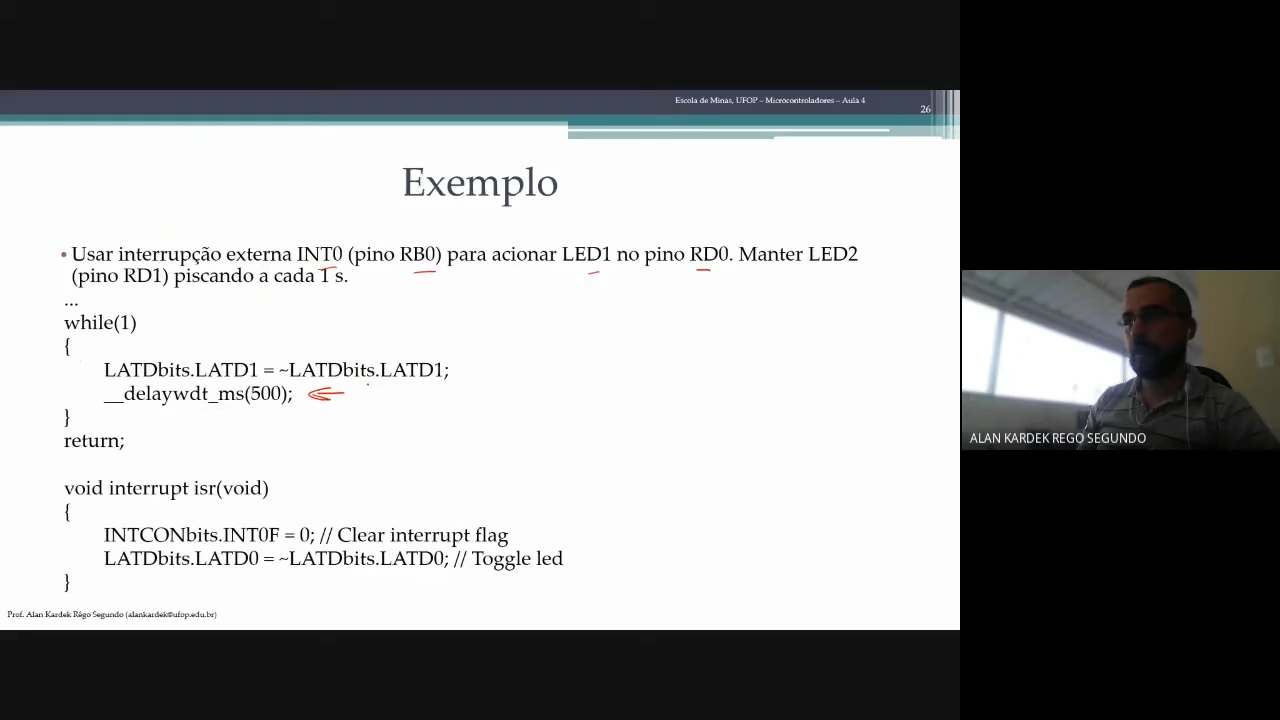 Escola de Minas, UFOP – Microcontroladores – Aula 4
26
Exemplo
• Usar interrupção externa INT0 (pino RB0) para acionar LED1 no pino RD0. Manter LED2
(pino RD1) piscando a cada 1 s.
...
while(1)
{
LATDbits.LATD1 = ~LATDbits.LATD1;
__delaywdt_ms(500);
}
return;
void interrupt isr(void)
{
INTCONbits.INT0F = 0; // Clear interrupt flag
LATDbits.LATD0 = ~LATDbits.LATD0; // Toggle led
}
Prof. Alan Kardek Rêgo Segundo (alankardek@ufop.edu.br)
ALAN KARDEK REGO SEGUNDO